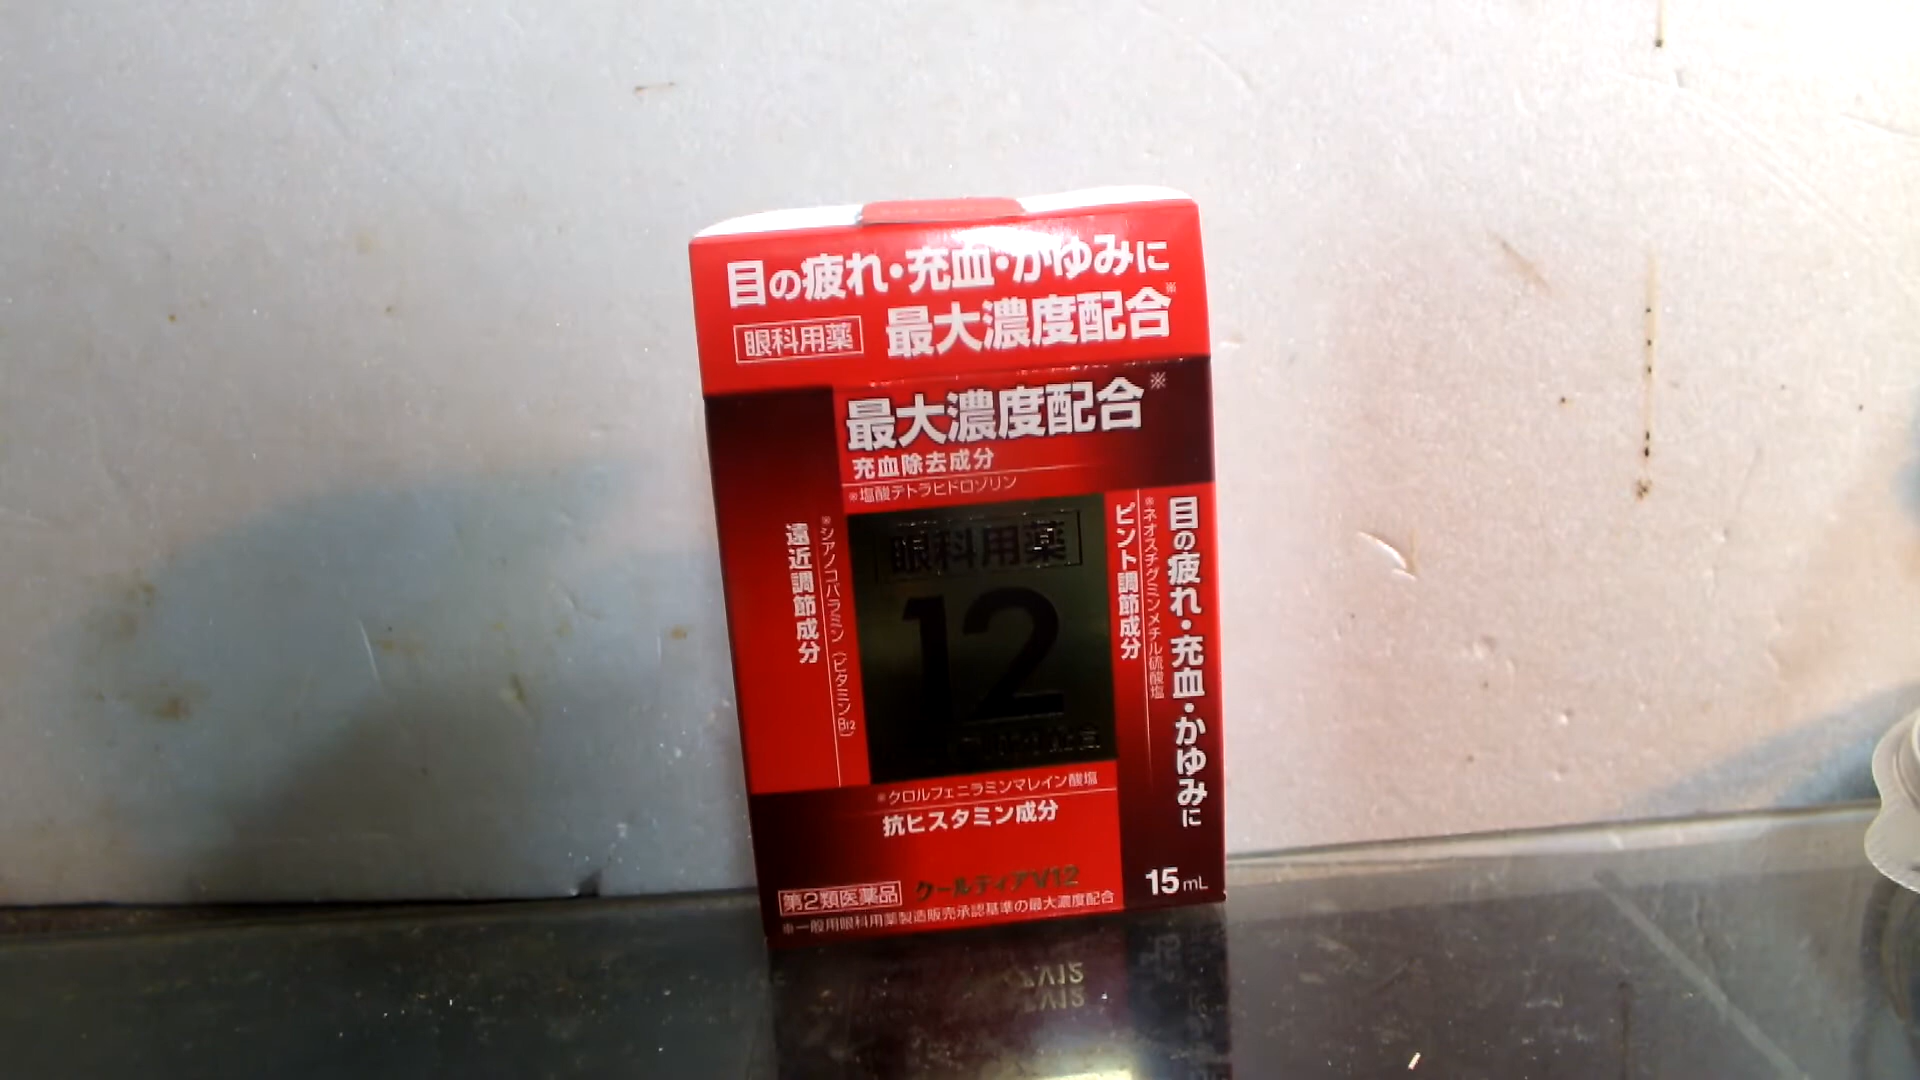 目の疲れ・充血・かゆみに
眼科用薬
最大濃度配合※
最大濃度配合※
充血除去成分
※塩酸テトラヒドロゾリン
遠近調節成分
※シアノコバラミン（ビタミンB12）
眼科用薬
12
ピント調節成分
※ネオスチグミンメチル硫酸塩
目の疲れ・充血・かゆみに
※クロルフェニラミンマレイン酸塩
抗ヒスタミン成分
第2類医薬品
クールティアV12
15mL
※一般用眼科用薬製造販売承認基準の最大濃度配合